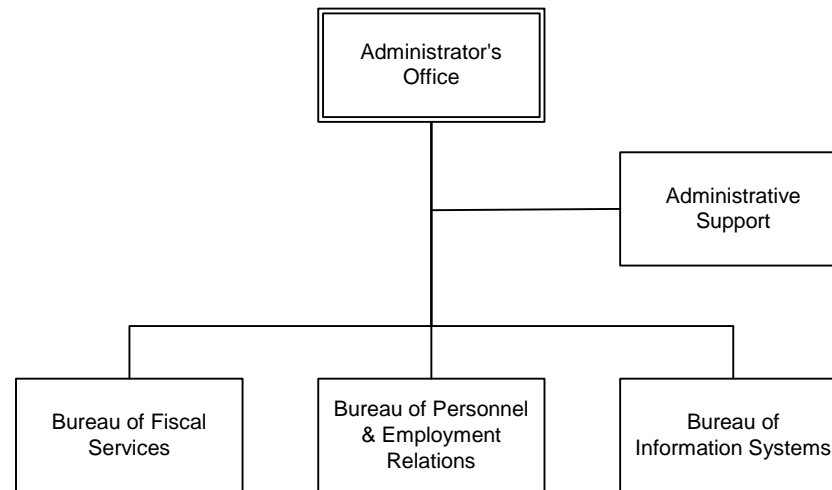 Administrator's
Office
Administrative
Support
Bureau of Fiscal
Services
Bureau of Personnel
& Employment
Relations
Bureau of
Information Systems